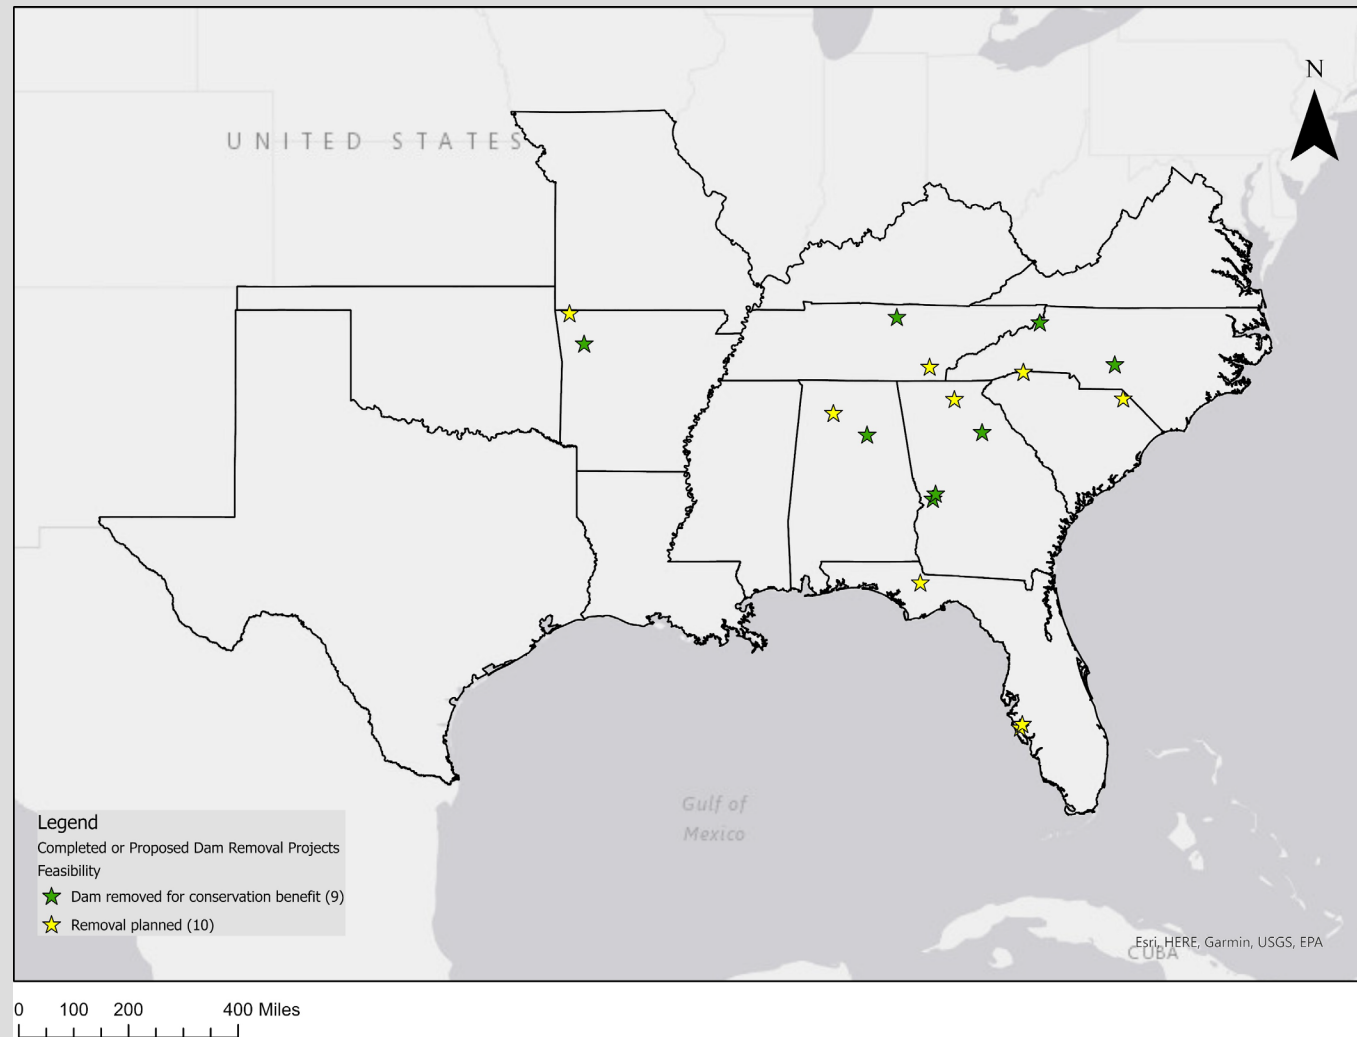 N
UNITED STATES
Gulf of
Mexico
Legend
Completed or Proposed Dam Removal Projects
Feasibility
Dam removed for conservation benefit (9)
Removal planned (10)
Esri, HERE, Garmin, USGS, EPA
CUBA
0 100 200 400 Miles